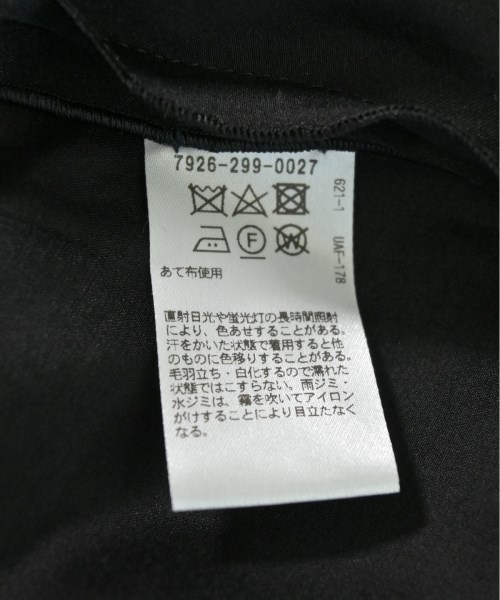 7926-299-0027
621-1 UAF-178
F
W
あて布使用
直射日光や蛍光灯の長時間照射
により、色あせすることがある。
汗をかいた状態で着用すると他
のものに色移りすることがある。
毛羽立ち・白化するので濡れた
状態ではこすらない。雨ジミ・
水ジミは、霧を吹いてアイロン
がけすることにより目立たなく
なる。